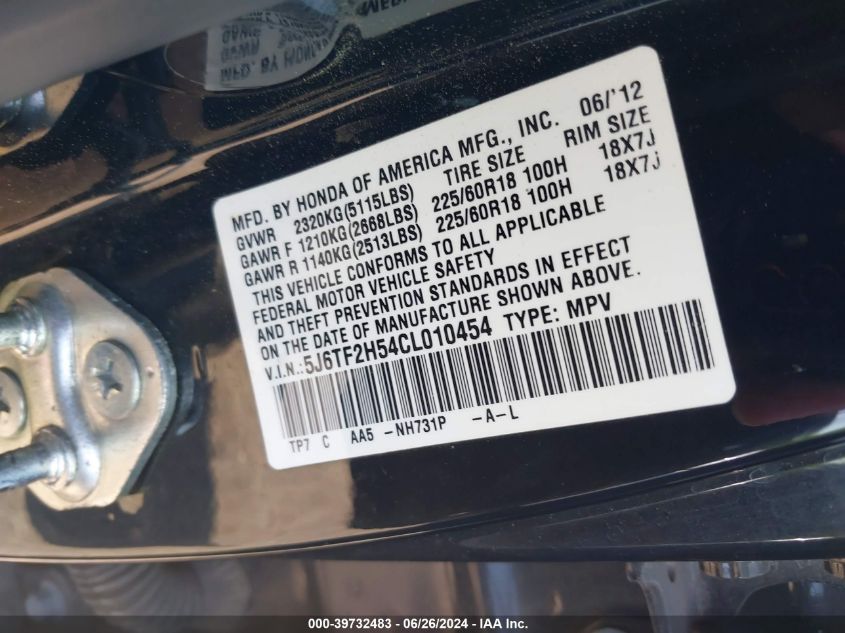 MFD. BY HONDA OF AMERICA MFG., INC. 06/'12
GVWR 2320KG(5115LBS) TIRE SIZE RIM SIZE
GAWR F 1210KG(2668LBS) 225/60R18 100H 18X7J
GAWR R 1140KG(2513LBS) 225/60R18 100H 18X7J
THIS VEHICLE CONFORMS TO ALL APPLICABLE
FEDERAL MOTOR VEHICLE SAFETY
AND THEFT PREVENTION STANDARDS IN EFFECT
ON THE DATE OF MANUFACTURE SHOWN ABOVE.
V.I.N.:5J6TF2H54CL010454 TYPE: MPV
TP7 C AA5 -NH731P -A-L
000-39732483 - 06/26/2024 - IAA Inc.